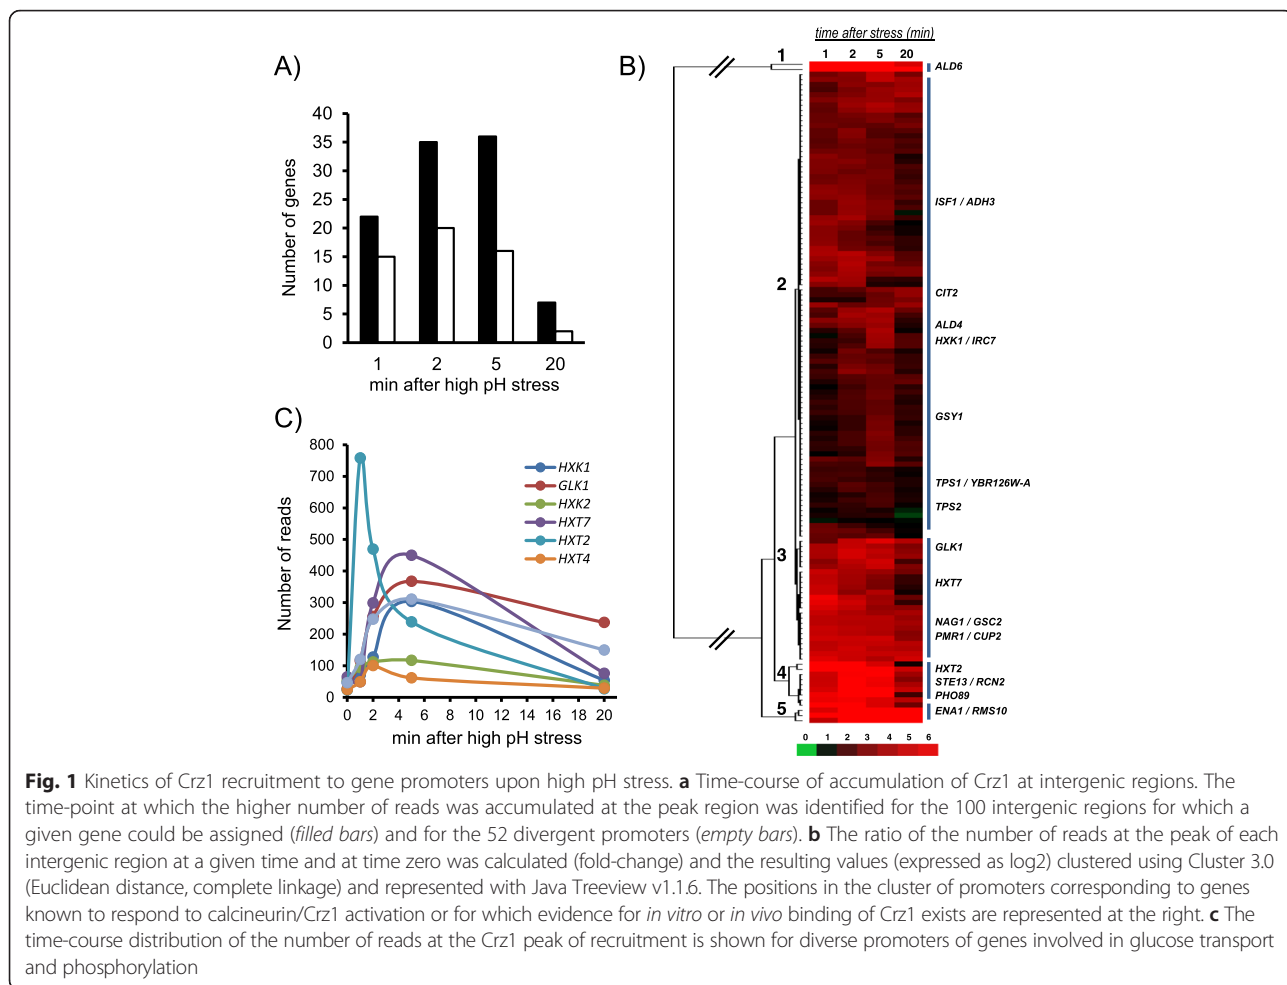 A)
40
35
30
25
20
15
10
5
0
Number of genes
1 2 5 20
min after high pH stress
B)
time after stress (min)
1 2 5 20
1
2
3
4
5
ALD6
ISF1 / ADH3
CIT2
ALD4
HXK1 / IRC7
GSY1
TPS1 / YBR126W-A
TPS2
GLK1
HXT7
NAG1 / GSC2
PMR1 / CUP2
HXT2
STE13 / RCN2
PHO89
ENA1 / RMS10
0 1 2 3 4 5 6
C)
800
700
600
500
400
300
200
100
0
Number of reads
HXK1
GLK1
HXK2
HXT7
HXT2
HXT4
0 2 4 6 8 10 12 14 16 18 20
min after high pH stress
Fig. 1 Kinetics of Crz1 recruitment to gene promoters upon high pH stress. a Time-course of accumulation of Crz1 at intergenic regions. The
time-point at which the higher number of reads was accumulated at the peak region was identified for the 100 intergenic regions for which a
given gene could be assigned (filled bars) and for the 52 divergent promoters (empty bars). b The ratio of the number of reads at the peak of each
intergenic region at a given time and at time zero was calculated (fold-change) and the resulting values (expressed as log2) clustered using Cluster 3.0
(Euclidean distance, complete linkage) and represented with Java Treeview v1.1.6. The positions in the cluster of promoters corresponding to genes
known to respond to calcineurin/Crz1 activation or for which evidence for in vitro or in vivo binding of Crz1 exists are represented at the right. c The
time-course distribution of the number of reads at the Crz1 peak of recruitment is shown for diverse promoters of genes involved in glucose transport
and phosphorylation